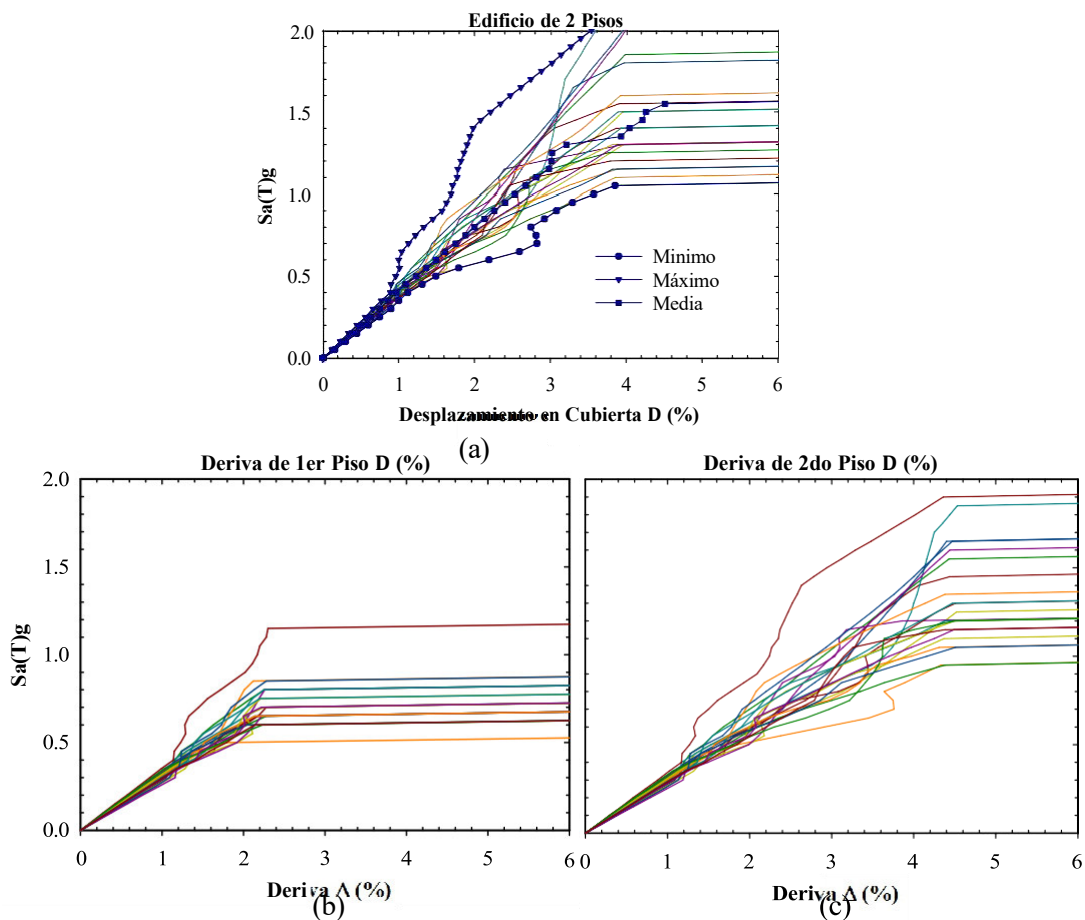 Edificio de 2 Pisos
2.0
1.5
1.0
0.5
0.0
Sa(T)g
Minimo
Máximo
Media
0 1 2 3 4 5 6
Desplazamiento en Cubierta D (%)
(a)
Deriva de 1er Piso D (%)
2.0
1.5
1.0
0.5
0.0
Sa(T)g
0 1 2 3 4 5 6
Deriva Δ (%)
(b)
Deriva de 2do Piso D (%)
0 1 2 3 4 5 6
Deriva Δ (%)
(c)